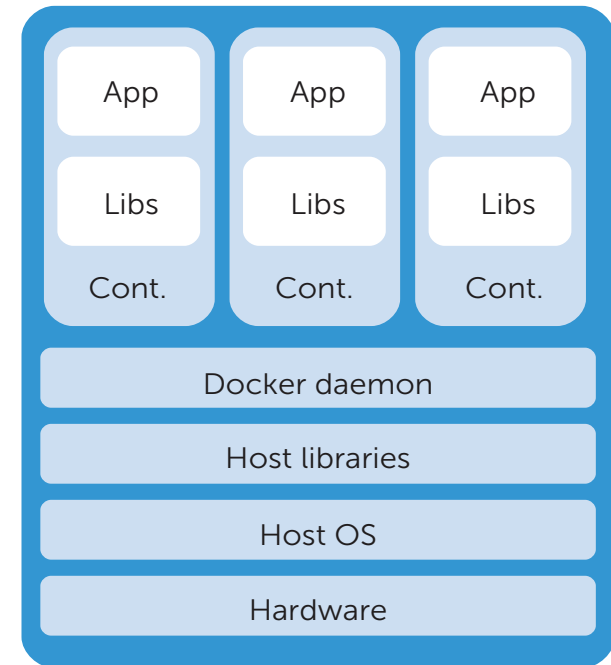 App App App
Libs Libs Libs
Cont. Cont. Cont.
Docker daemon
Host libraries
Host OS
Hardware